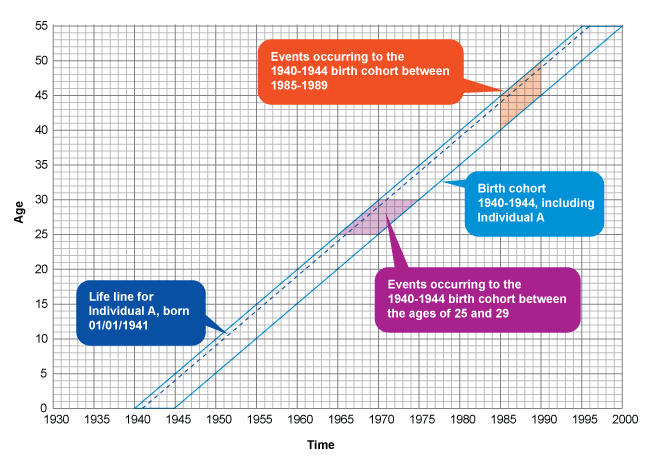 55
50
45
40
35
30
25
20
15
10
5
0
Age
Events occurring to the
1940-1944 birth cohort between
1985-1989
Birth cohort
1940-1944, including
Individual A
Events occurring to the
1940-1944 birth cohort between
the ages of 25 and 29
Life line for
Individual A, born
01/01/1941
1930 1935 1940 1945 1950 1955 1960 1965 1970 1975 1980 1985 1990 1995 2000
Time